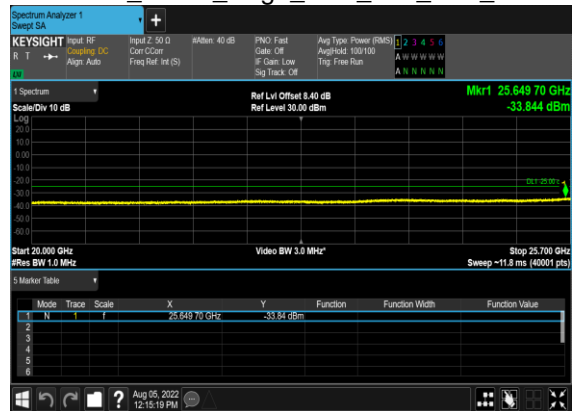 Spectrum Analyzer 1
Swept SA
+
KEYSIGHT Input: RF Input Z: 50 Ω #Atten: 40 dB PNO: Fast Avg Type: Power (RMS) 1 2 3 4 5 6
R T Coupling: DC Corr CCorr Gate: Off Avg|Hold: 100/100 A W W W W W
Align: Auto Freq Ref: Int (S) IF Gain: Low Trig: Free Run
Sig Track: Off A N N N N N
1 Spectrum Ref Lvl Offset 8.40 dB Mkr1 25.649 70 GHz
Scale/Div 10 dB Ref Level 30.00 dBm -33.844 dBm
Log
20.0
10.0
0.00
-10.0
-20.0
DL1 -25.00
-30.0
-40.0
-50.0
-60.0
Start 20.000 GHz Video BW 3.0 MHz* Stop 25.700 GHz
#Res BW 1.0 MHz Sweep ~11.8 ms (40001 pts)
5 Marker Table
Mode Trace Scale X Y Function Function Width Function Value
1 N 1 f 25.649 70 GHz -33.84 dBm
2
3
4
5
6
Aug 05, 2022
12:15:19 PM